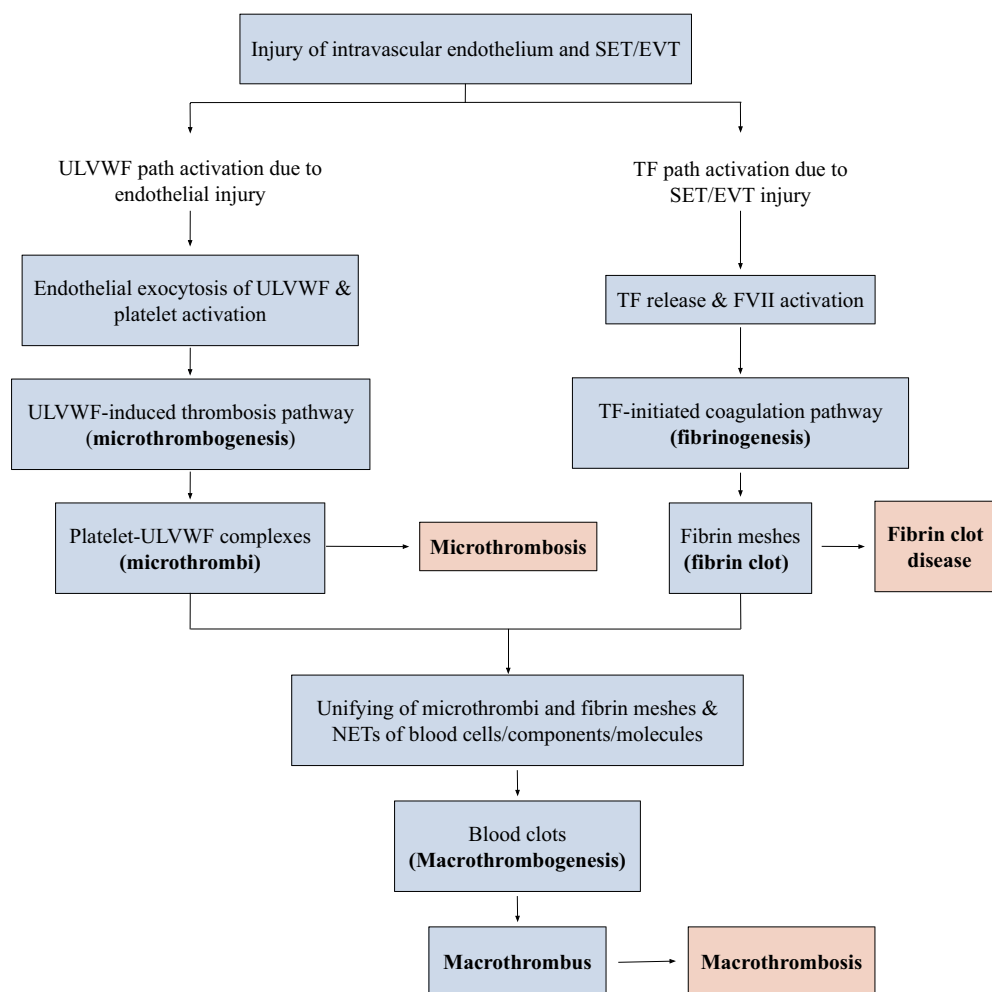 Injury of intravascular endothelium and SET/EVT
ULVWF path activation due to
endothelial injury
TF path activation due to
SET/EVT injury
Endothelial exocytosis of ULVWF &
platelet activation
TF release & FVII activation
ULVWF-induced thrombosis pathway
(microthrombogenesis)
TF-initiated coagulation pathway
(fibrinogenesis)
Platelet-ULVWF complexes
(microthrombi)
Microthrombosis
Fibrin meshes
(fibrin clot)
Fibrin clot
disease
Unifying of microthrombi and fibrin meshes &
NETs of blood cells/components/molecules
Blood clots
(Macrothrombogenesis)
Macrothrombus
Macrothrombosis